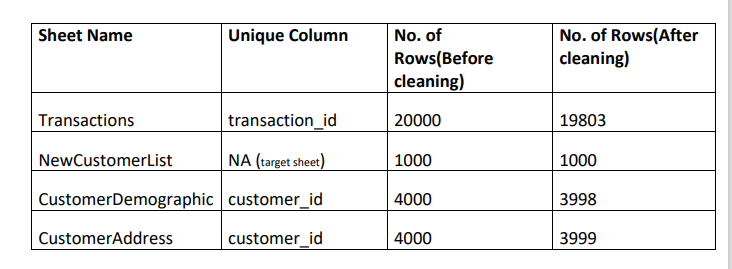 Sheet Name Unique Column No. of Rows(Before cleaning) No. of Rows(After cleaning)
Transactions transaction_id 20000 19803
NewCustomerList NA (target sheet) 1000 1000
CustomerDemographic customer_id 4000 3998
CustomerAddress customer_id 4000 3999